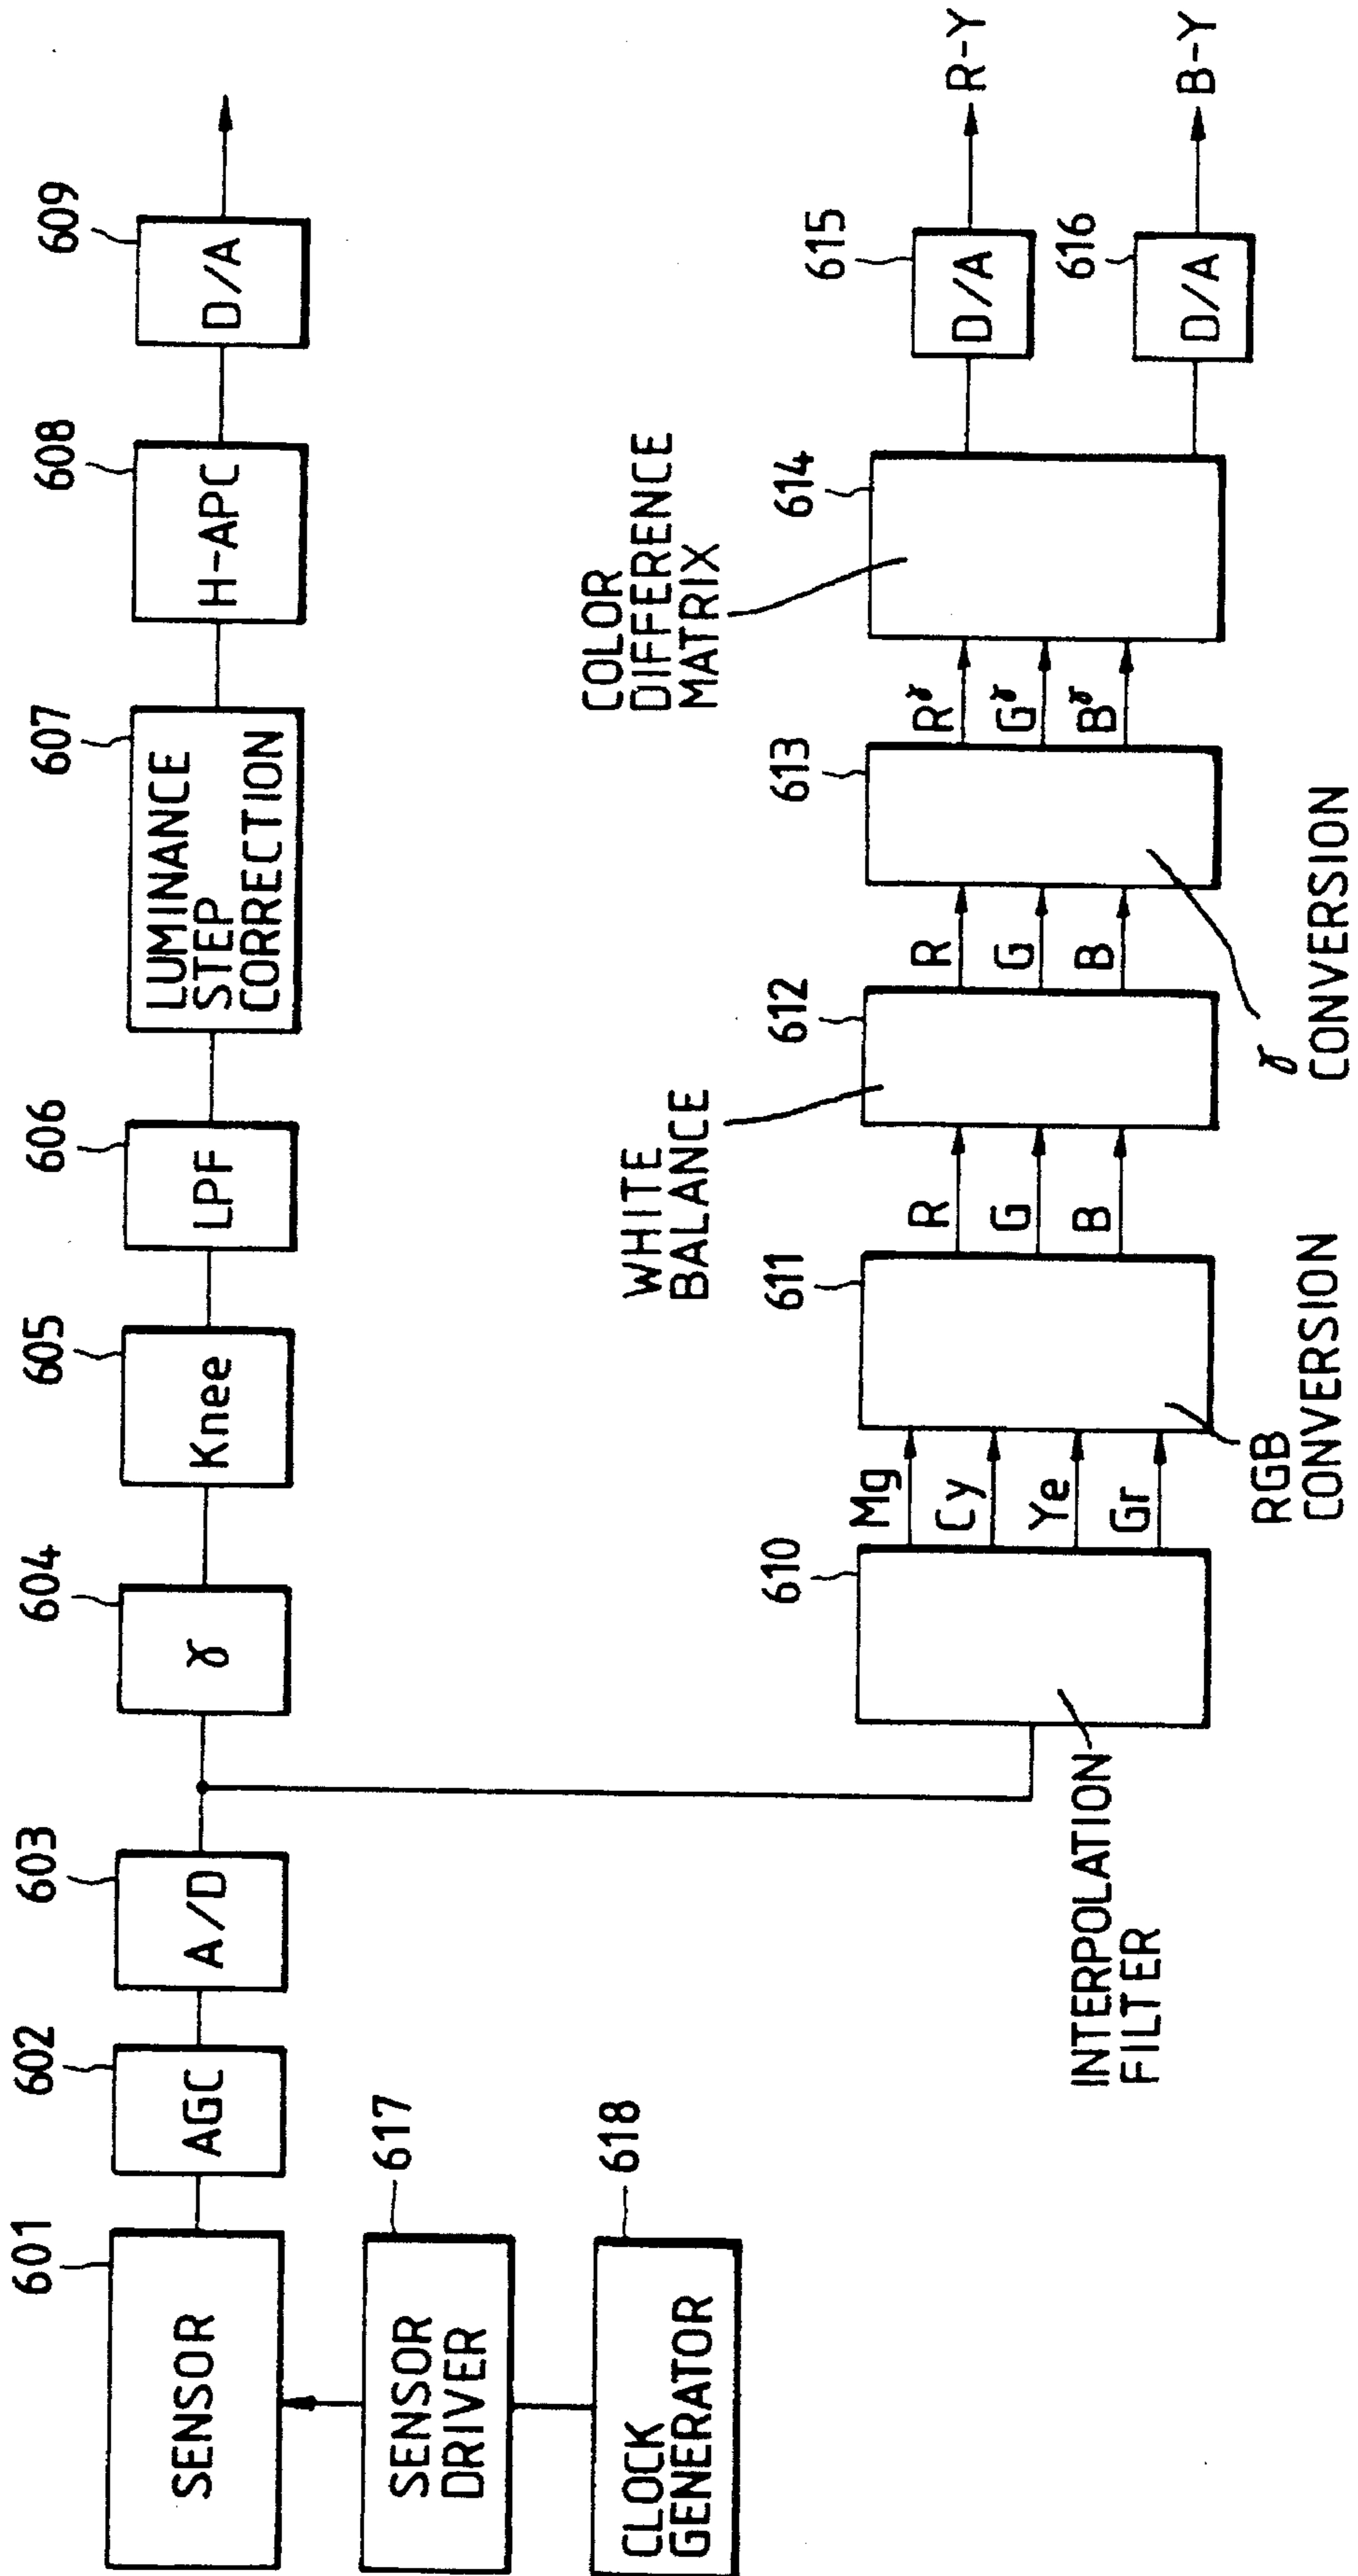 601
SENSOR
602
AGC
603
A/D
604
γ
605
Knee
606
LPF
607
LUMINANCE
STEP
CORRECTION
608
H-APC
609
D/A
617
SENSOR
DRIVER
618
CLOCK
GENERATOR
INTERPOLATION
FILTER
610
Mg
Cy
Ye
Gr
611
RGB
CONVERSION
R
G
B
WHITE
BALANCE
612
R
G
B
613
γ
CONVERSION
Rγ
Gγ
Bγ
COLOR
DIFFERENCE
MATRIX
614
615
D/A
R-Y
616
D/A
B-Y